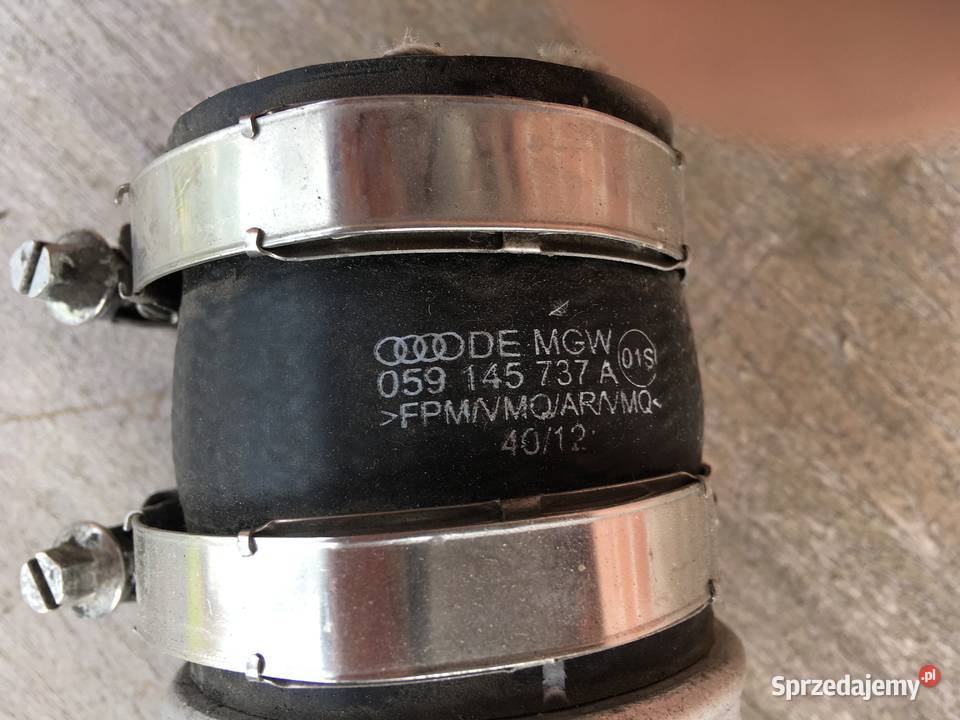 DE MGW
01S
059 145 737 A
>FPM/VMQ/AR/VMQ<
40/12
Sprzedajemy.pl